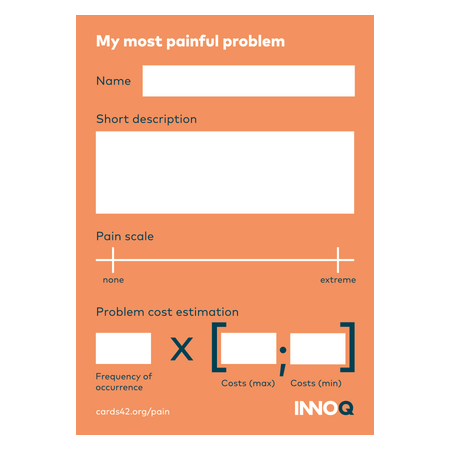 My most painful problem
Name
Short description
Pain scale
none extreme
Problem cost estimation
X [ ; ]
Frequency of
occurrence
Costs (max) Costs (min)
cards42.org/pain
INNOQ